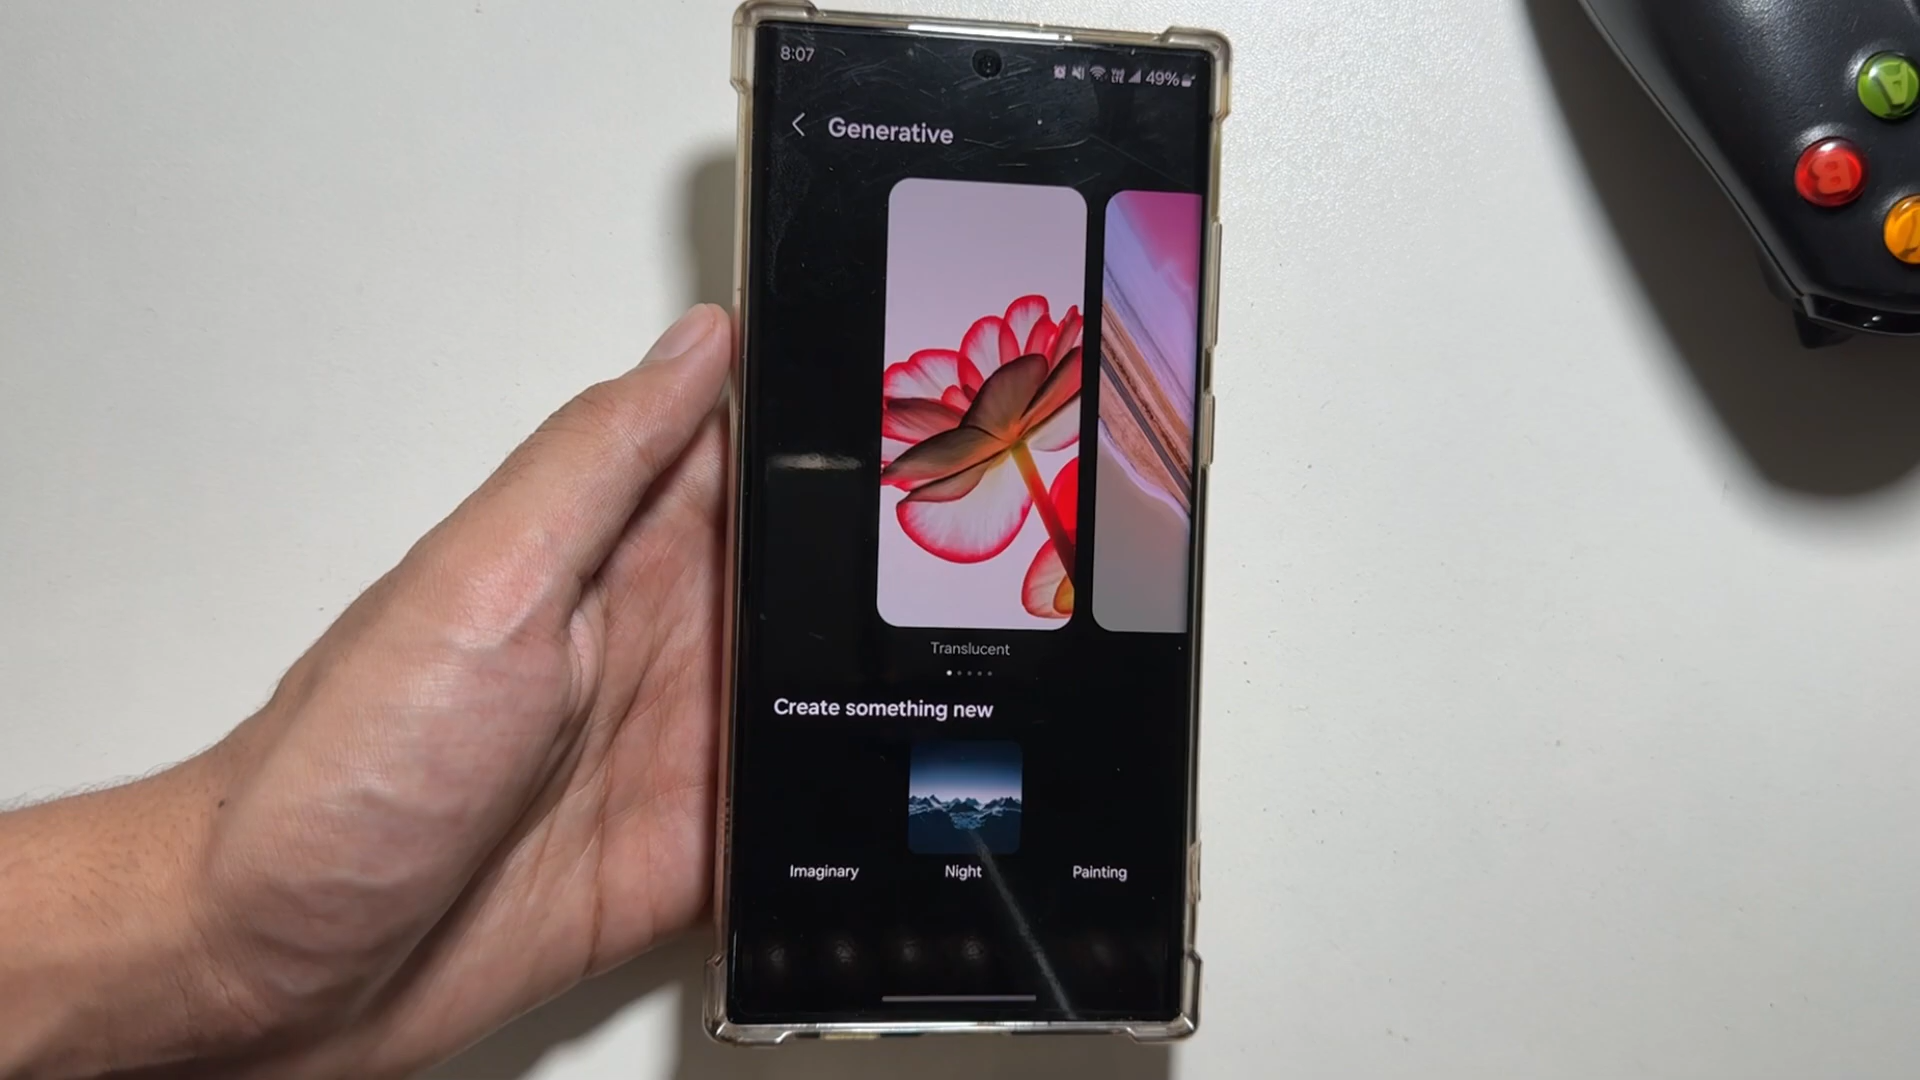 8:07
49%
Generative
Translucent
Create something new
Imaginary
Night
Painting
A
B